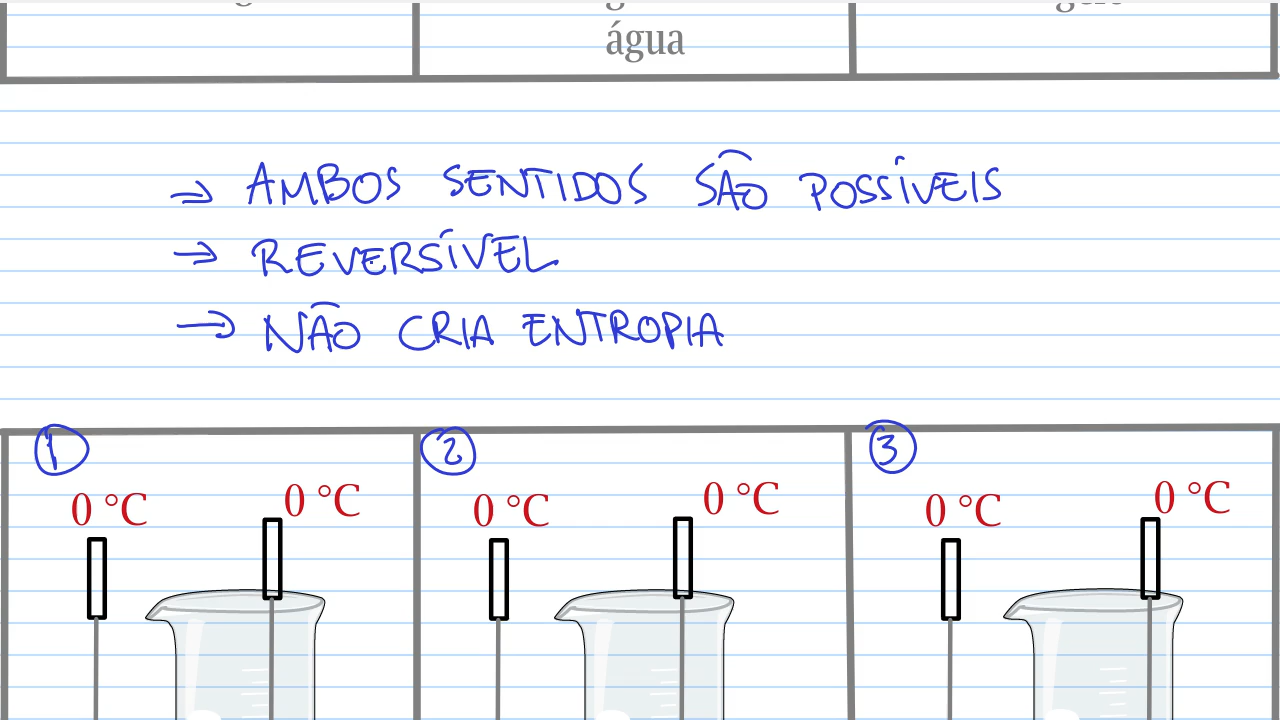 água
→ AMBOS SENTIDOS SÃO POSSÍVEIS
→ REVERSÍVEL
→ NÃO CRIA ENTROPIA
1 2 3
0 °C 0 °C 0 °C 0 °C 0 °C 0 °C